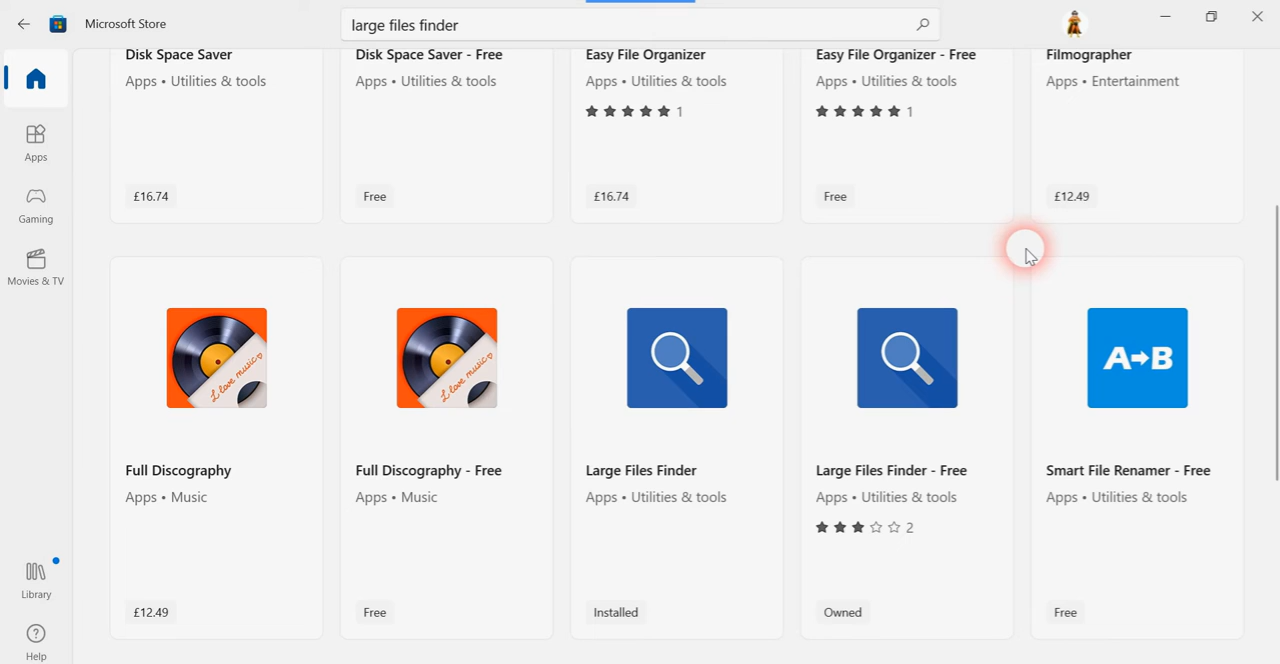 Microsoft Store
large files finder
Disk Space Saver
Apps • Utilities & tools
£16.74
Disk Space Saver - Free
Apps • Utilities & tools
Free
Easy File Organizer
Apps • Utilities & tools
1
£16.74
Easy File Organizer - Free
Apps • Utilities & tools
1
Free
Filmographer
Apps • Entertainment
£12.49
Apps
Gaming
Movies & TV
I love music
Full Discography
Apps • Music
£12.49
I love music
Full Discography - Free
Apps • Music
Free
Large Files Finder
Apps • Utilities & tools
Installed
Large Files Finder - Free
Apps • Utilities & tools
2
Owned
A→B
Smart File Renamer - Free
Apps • Utilities & tools
Free
Library
Help